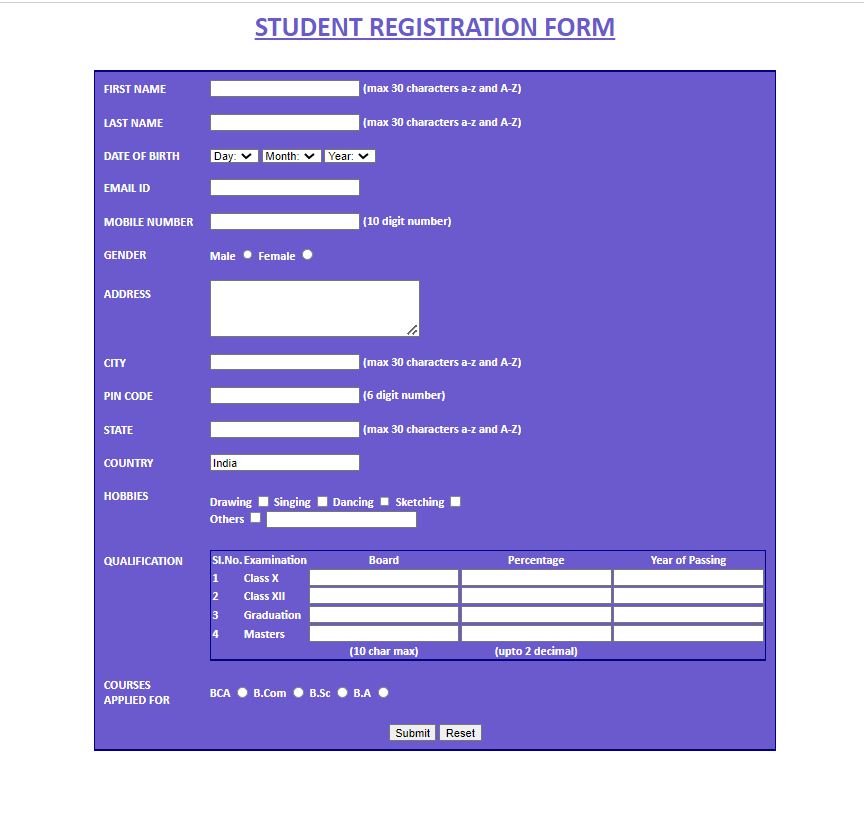 STUDENT REGISTRATION FORM
FIRST NAME (max 30 characters a-z and A-Z)
LAST NAME (max 30 characters a-z and A-Z)
DATE OF BIRTH Day: Month: Year:
EMAIL ID
MOBILE NUMBER (10 digit number)
GENDER Male Female
ADDRESS
CITY (max 30 characters a-z and A-Z)
PIN CODE (6 digit number)
STATE (max 30 characters a-z and A-Z)
COUNTRY India
HOBBIES Drawing Singing Dancing Sketching
Others
QUALIFICATION Sl.No. Examination Board Percentage Year of Passing
1 Class X
2 Class XII
3 Graduation
4 Masters
(10 char max) (upto 2 decimal)
COURSES
APPLIED FOR BCA B.Com B.Sc B.A
Submit Reset